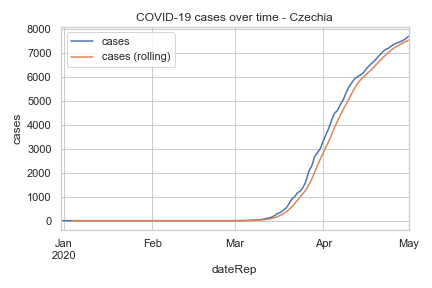 COVID-19 cases over time - Czechia
cases
cases (rolling)
8000
7000
6000
5000
4000
3000
2000
1000
0
cases
Jan
2020
Feb
Mar
Apr
May
dateRep